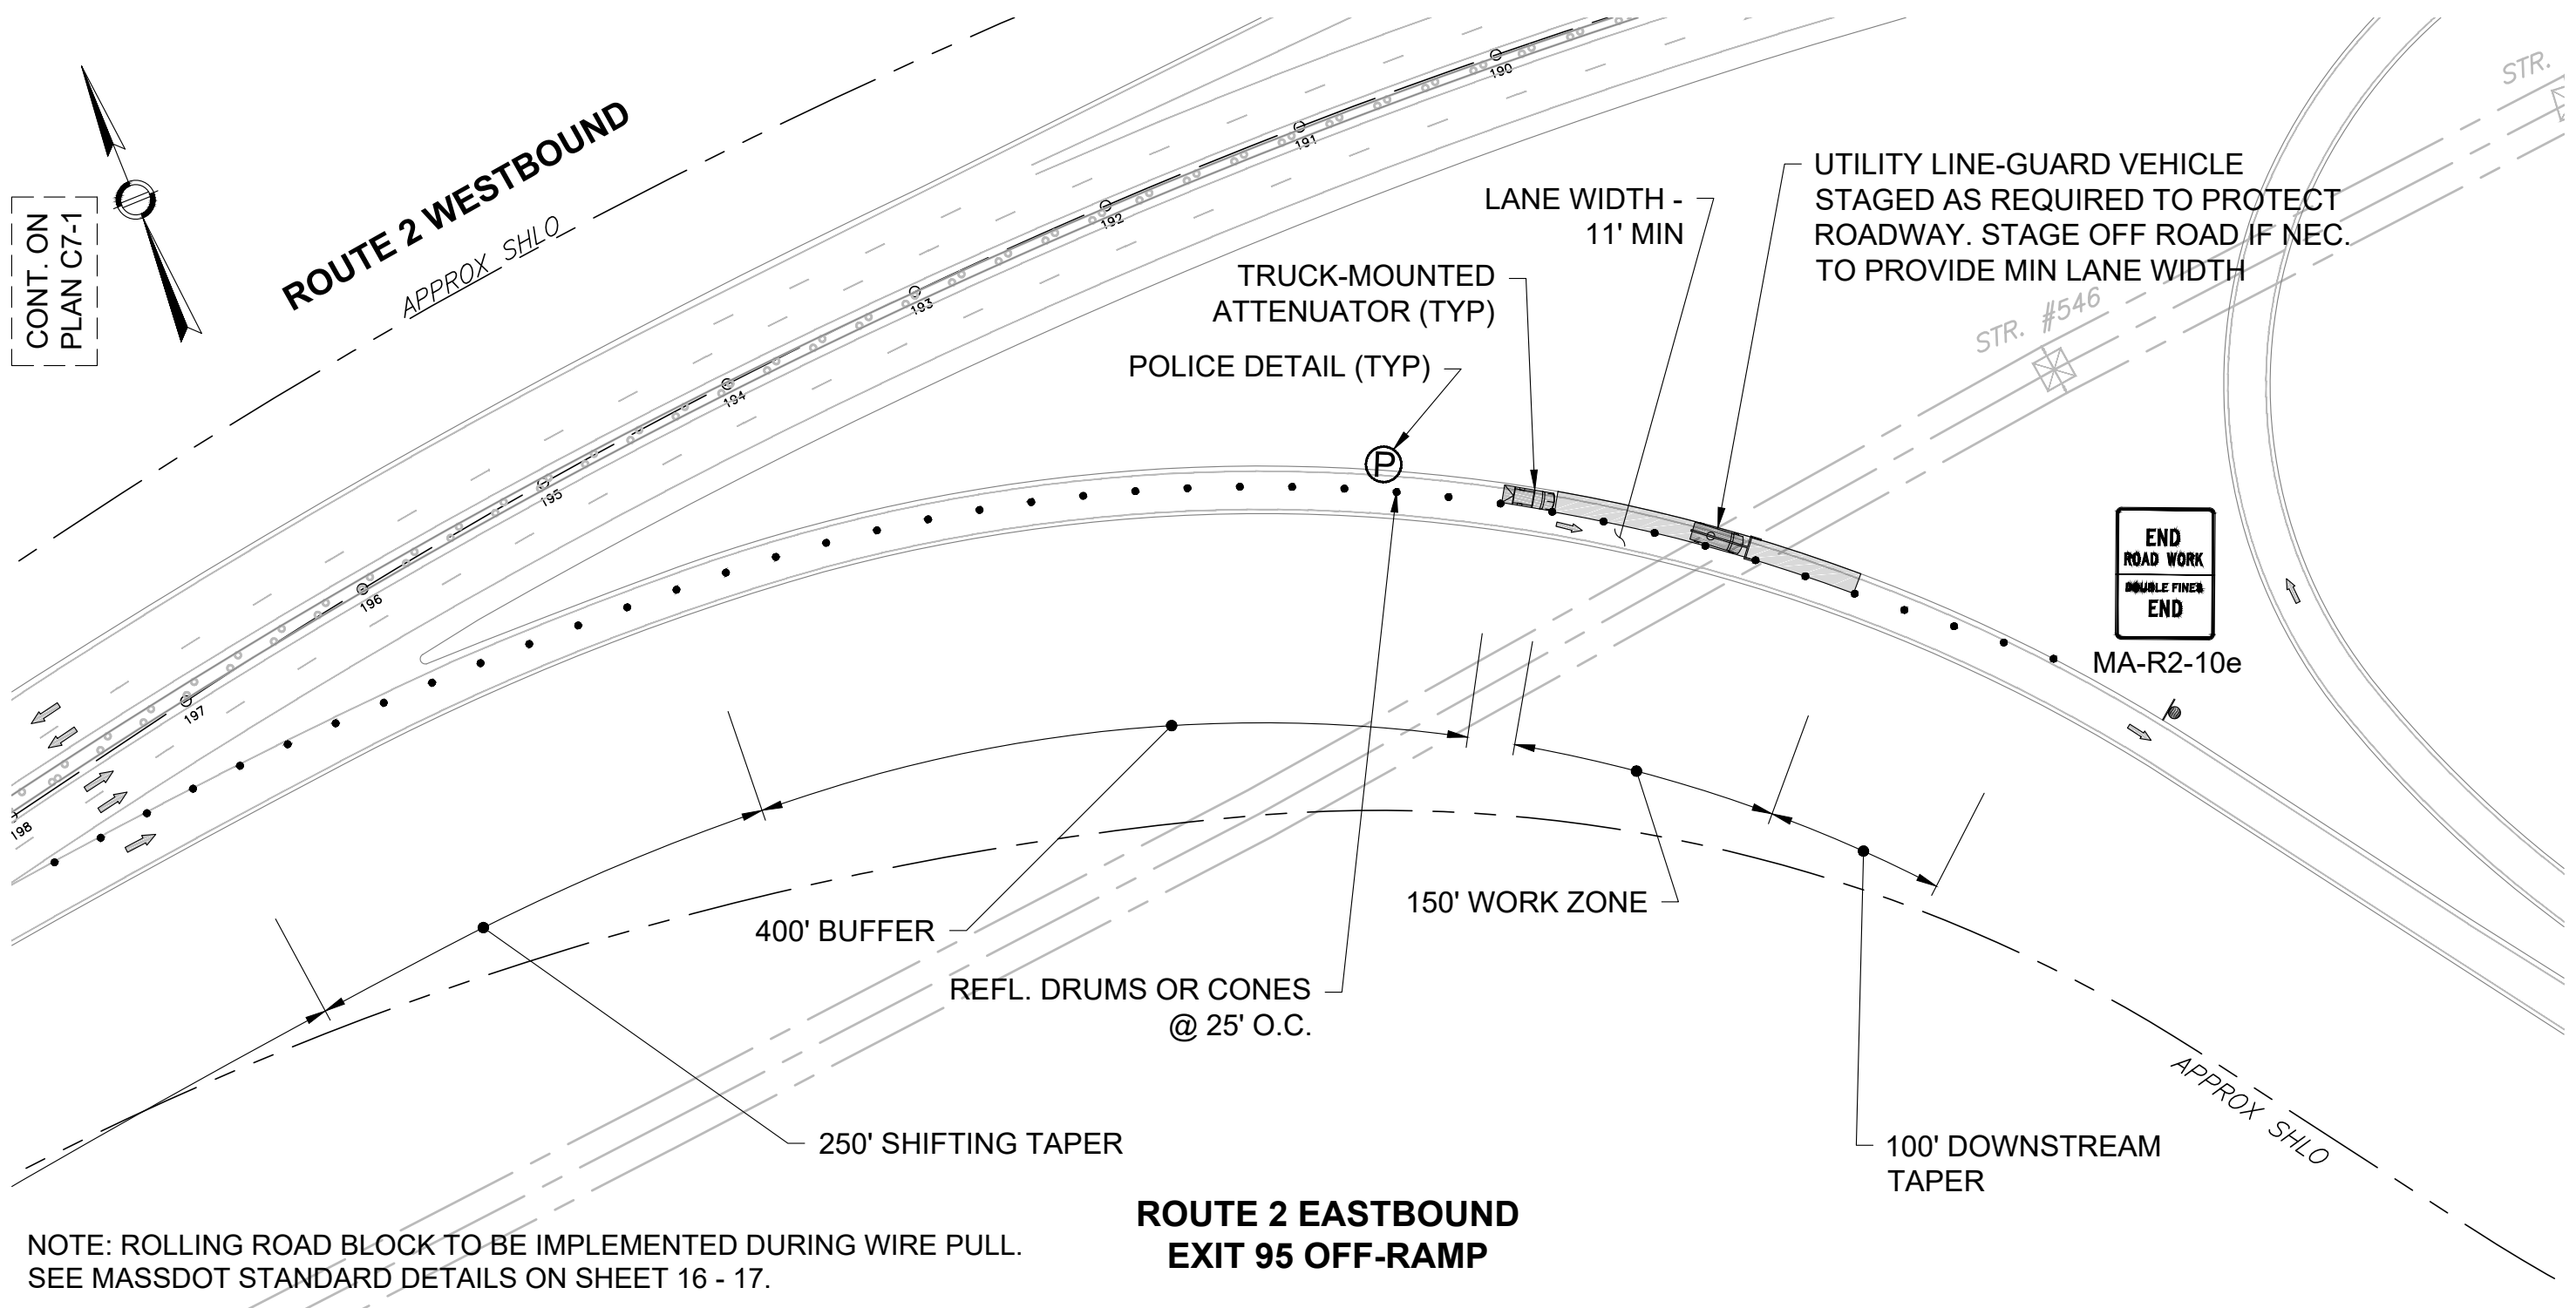 CONT. ON
PLAN C7-1
ROUTE 2 WESTBOUND
APPROX SHLO
190
191
192
193
194
195
196
197
198
STR.
STR. #546
UTILITY LINE-GUARD VEHICLE
STAGED AS REQUIRED TO PROTECT
ROADWAY. STAGE OFF ROAD IF NEC.
TO PROVIDE MIN LANE WIDTH
LANE WIDTH -
11' MIN
TRUCK-MOUNTED
ATTENUATOR (TYP)
POLICE DETAIL (TYP)
P
END
ROAD WORK
DOUBLE FINES
END
MA-R2-10e
400' BUFFER
150' WORK ZONE
REFL. DRUMS OR CONES
@ 25' O.C.
250' SHIFTING TAPER
100' DOWNSTREAM
TAPER
APPROX SHLO
ROUTE 2 EASTBOUND
EXIT 95 OFF-RAMP
NOTE: ROLLING ROAD BLOCK TO BE IMPLEMENTED DURING WIRE PULL.
SEE MASSDOT STANDARD DETAILS ON SHEET 16 - 17.